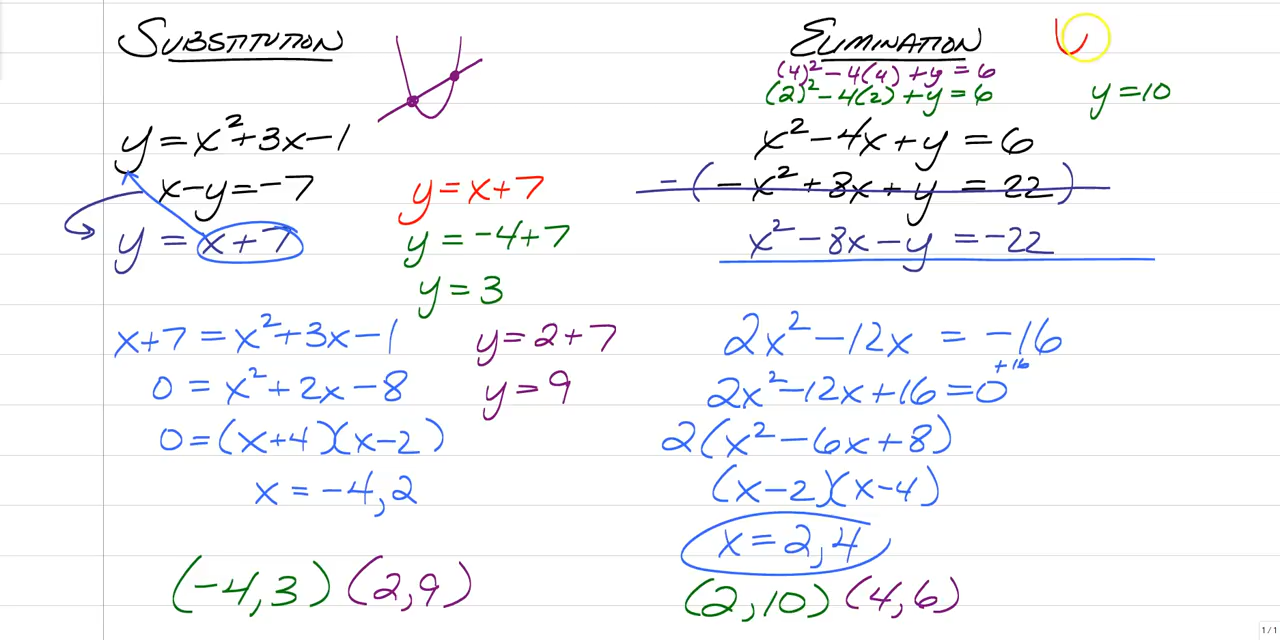 SUBSTITUTION
y = x² + 3x - 1
x - y = -7
y = x + 7
x + 7 = x² + 3x - 1
0 = x² + 2x - 8
0 = (x + 4)(x - 2)
x = -4, 2
(-4, 3) (2, 9)
y = x + 7
y = -4 + 7
y = 3
y = 2 + 7
y = 9
ELIMINATION
(4)² - 4(4) + y = 6
(2)² - 4(2) + y = 6
y = 10
x² - 4x + y = 6
- (-x² + 8x + y = 22)
x² - 8x - y = -22
2x² - 12x = -16
+16
2x² - 12x + 16 = 0
2(x² - 6x + 8)
(x - 2)(x - 4)
x = 2, 4
(2, 10) (4, 6)
1/1